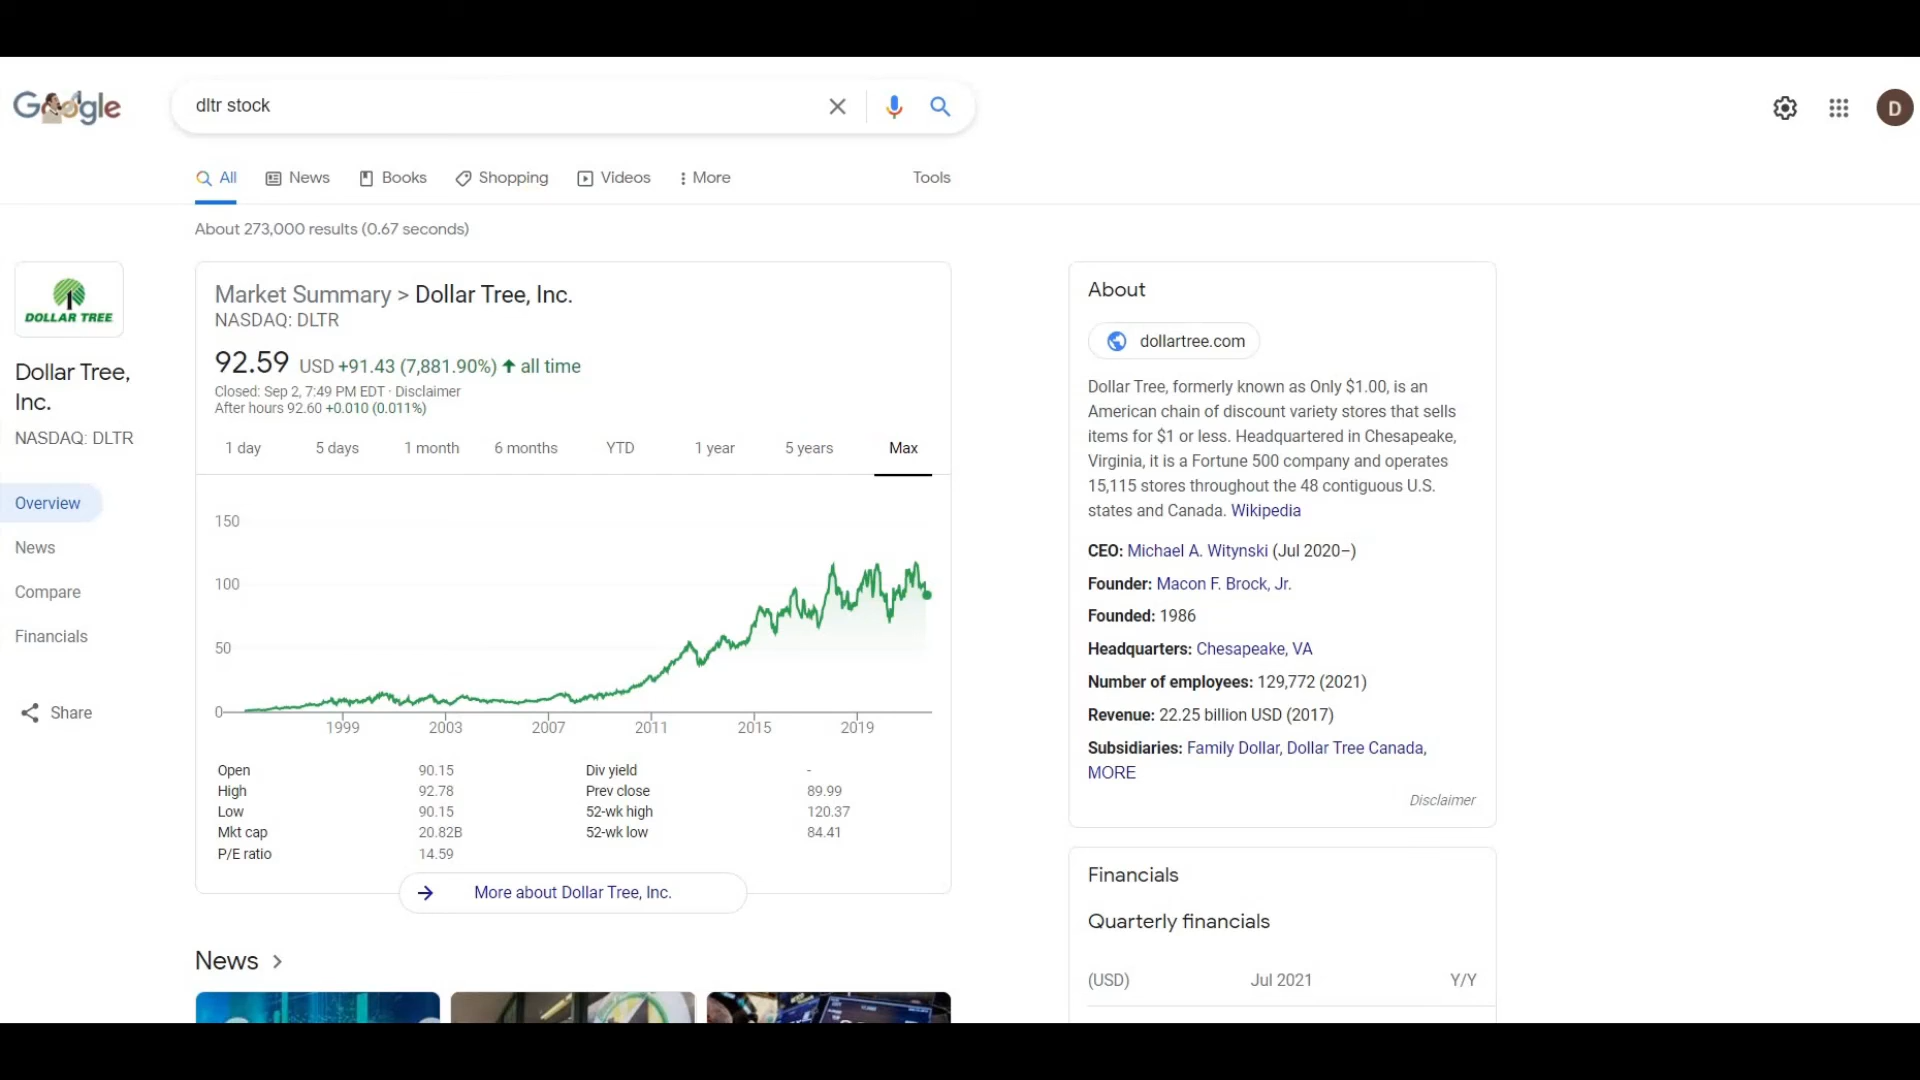 Google
dltr stock
D
All
News
Books
Shopping
Videos
More
Tools
About 273,000 results (0.67 seconds)
DOLLAR TREE
Dollar Tree,
Inc.
NASDAQ: DLTR
Overview
News
Compare
Financials
Share
Market Summary > Dollar Tree, Inc.
NASDAQ: DLTR
92.59 USD +91.43 (7,881.90%) ↑ all time
Closed: Sep 2, 7:49 PM EDT · Disclaimer
After hours 92.60 +0.010 (0.011%)
1 day 5 days 1 month 6 months YTD 1 year 5 years Max
150
100
50
0
1999 2003 2007 2011 2015 2019
Open 90.15 Div yield -
High 92.78 Prev close 89.99
Low 90.15 52-wk high 120.37
Mkt cap 20.82B 52-wk low 84.41
P/E ratio 14.59
More about Dollar Tree, Inc.
News >
About
dollartree.com
Dollar Tree, formerly known as Only $1.00, is an
American chain of discount variety stores that sells
items for $1 or less. Headquartered in Chesapeake,
Virginia, it is a Fortune 500 company and operates
15,115 stores throughout the 48 contiguous U.S.
states and Canada. Wikipedia
CEO: Michael A. Witynski (Jul 2020–)
Founder: Macon F. Brock, Jr.
Founded: 1986
Headquarters: Chesapeake, VA
Number of employees: 129,772 (2021)
Revenue: 22.25 billion USD (2017)
Subsidiaries: Family Dollar, Dollar Tree Canada,
MORE
Disclaimer
Financials
Quarterly financials
(USD) Jul 2021 Y/Y